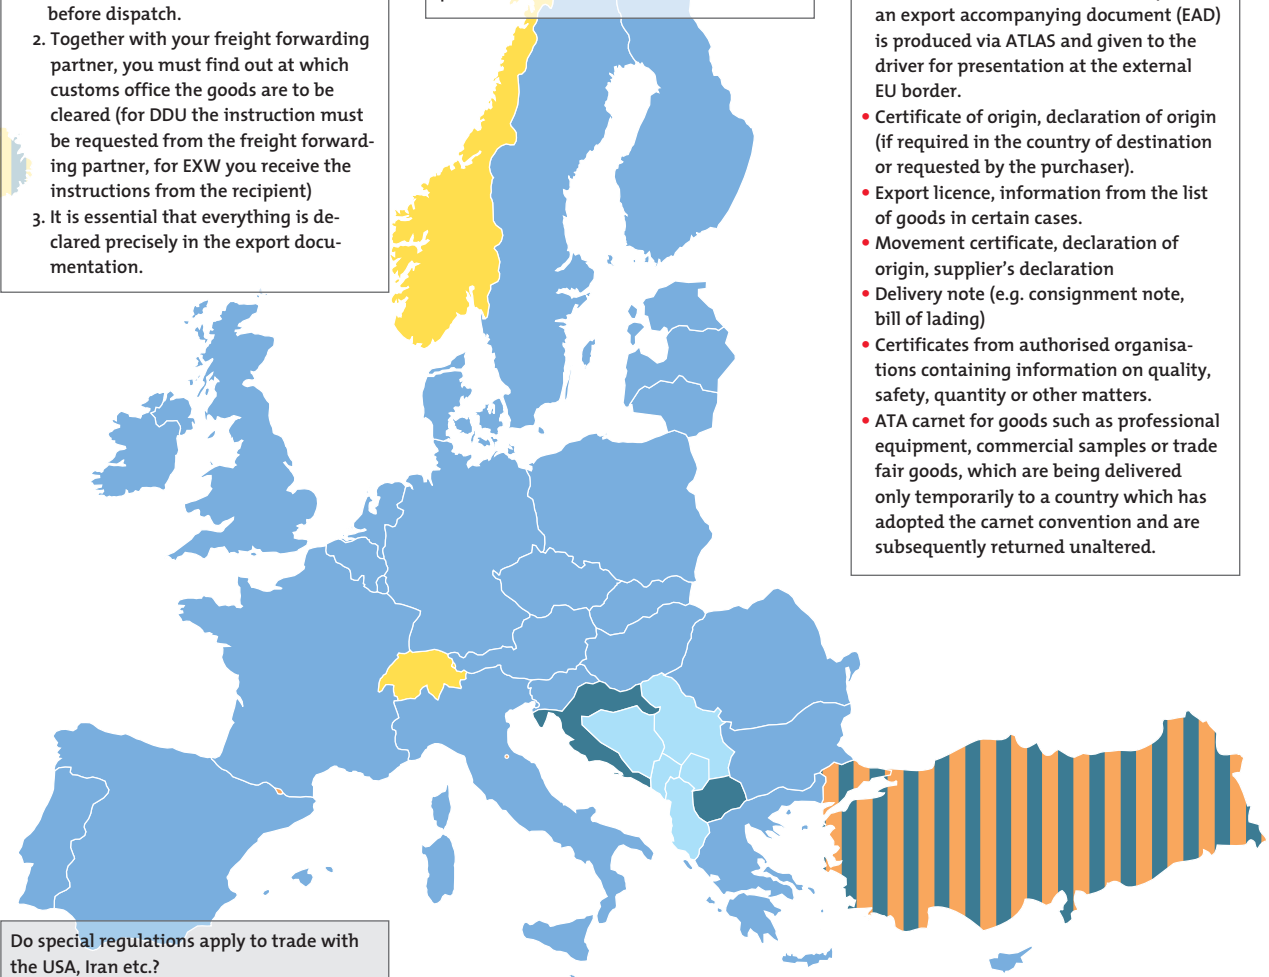 before dispatch.
2. Together with your freight forwarding
partner, you must find out at which
customs office the goods are to be
cleared (for DDU the instruction must
be requested from the freight forward-
ing partner, for EXW you receive the
instructions from the recipient)
3. It is essential that everything is de-
clared precisely in the export docu-
mentation.
an export accompanying document (EAD)
is produced via ATLAS and given to the
driver for presentation at the external
EU border.
• Certificate of origin, declaration of origin
(if required in the country of destination
or requested by the purchaser).
• Export licence, information from the list
of goods in certain cases.
• Movement certificate, declaration of
origin, supplier's declaration
• Delivery note (e.g. consignment note,
bill of lading)
• Certificates from authorised organisa-
tions containing information on quality,
safety, quantity or other matters.
• ATA carnet for goods such as professional
equipment, commercial samples or trade
fair goods, which are being delivered
only temporarily to a country which has
adopted the carnet convention and are
subsequently returned unaltered.
Do special regulations apply to trade with
the USA, Iran etc.?